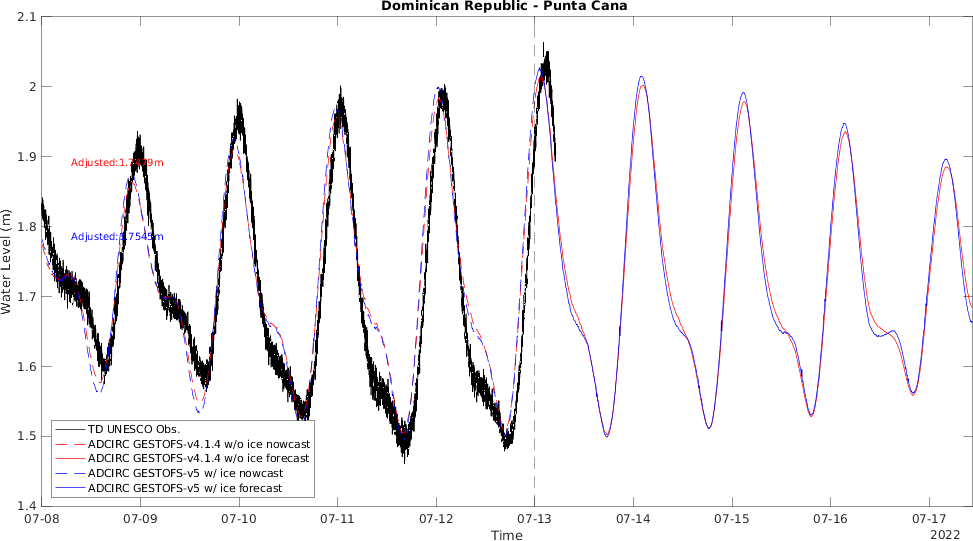 Dominican Republic - Punta Cana
2.1
2
1.9
1.8
1.7
1.6
1.5
1.4
Water Level (m)
Adjusted:
Adjusted:1.7545m
TD UNESCO Obs.
ADCIRC GESTOFS-v4.1.4 w/o ice nowcast
ADCIRC GESTOFS-v4.1.4 w/o ice forecast
ADCIRC GESTOFS-v5 w/ ice nowcast
ADCIRC GESTOFS-v5 w/ ice forecast
07-08 07-09 07-10 07-11 07-12 07-13 07-14 07-15 07-16 07-17
Time
2022